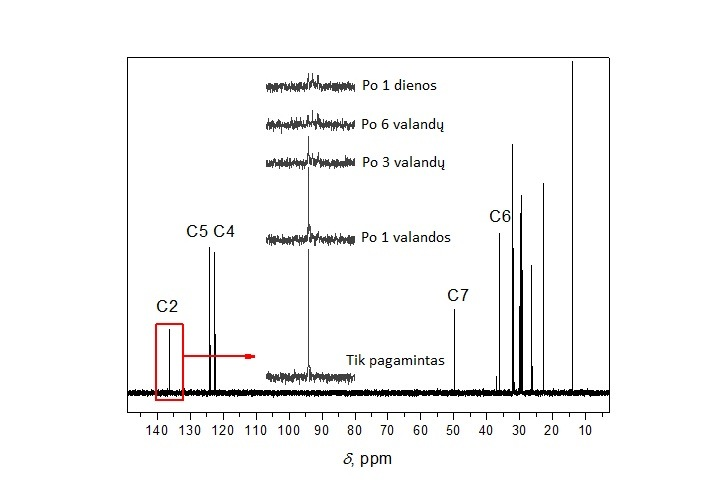 Po 1 dienos
Po 6 valandų
Po 3 valandų
C6
C5 C4
Po 1 valandos
C7
C2
Tik pagamintas
140 130 120 110 100 90 80 70 60 50 40 30 20 10
δ, ppm